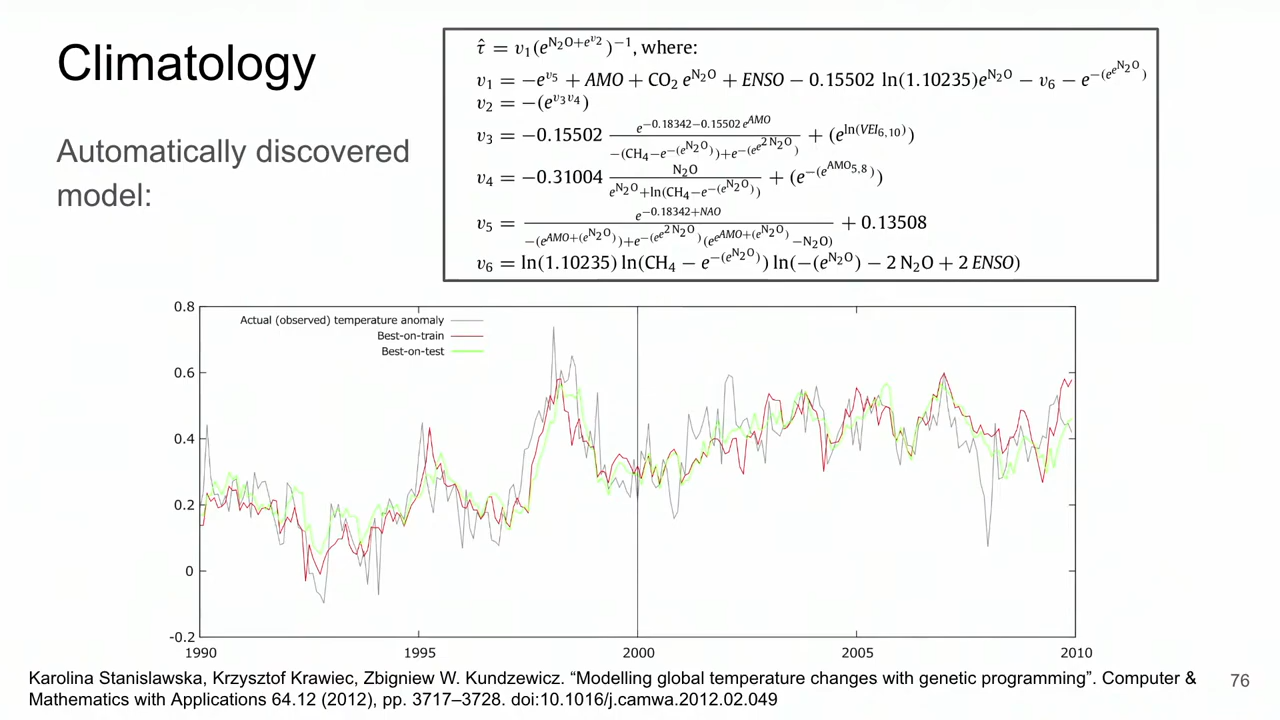 Climatology
Automatically discovered
model:
τ̂ = v₁(e^(N₂O+e^(v₂)))⁻¹, where:
v₁ = −e^(v₅) + AMO + CO₂ e^(N₂O) + ENSO − 0.15502 ln(1.10235)e^(N₂O) − v₆ − e^(−(e^(e^(N₂O))))
v₂ = −(e^(v₃v₄))
v₃ = −0.15502 e^(−0.18342−0.15502 e^(AMO)) / (−(CH₄−e^(−(e^(N₂O))))+e^(−(e^(e^(2 N₂O))))) + (e^(ln(VEI₆,₁₀)))
v₄ = −0.31004 N₂O / (e^(N₂O)+ln(CH₄−e^(−(e^(N₂O))))) + (e^(−(e^(AMO₅,₈))))
v₅ = e^(−0.18342+NAO) / (−(e^(AMO+(e^(N₂O))))+e^(−(e^(e^(2 N₂O))))(e^(e^(AMO+(e^(N₂O))))−N₂O)) + 0.13508
v₆ = ln(1.10235) ln(CH₄ − e^(−(e^(N₂O)))) ln(−(e^(N₂O)) − 2 N₂O + 2 ENSO)
0.8
0.6
0.4
0.2
0
-0.2
Actual (observed) temperature anomaly
Best-on-train
Best-on-test
1990 1995 2000 2005 2010
Karolina Stanislawska, Krzysztof Krawiec, Zbigniew W. Kundzewicz. “Modelling global temperature changes with genetic programming”. Computer &
Mathematics with Applications 64.12 (2012), pp. 3717–3728. doi:10.1016/j.camwa.2012.02.049
76